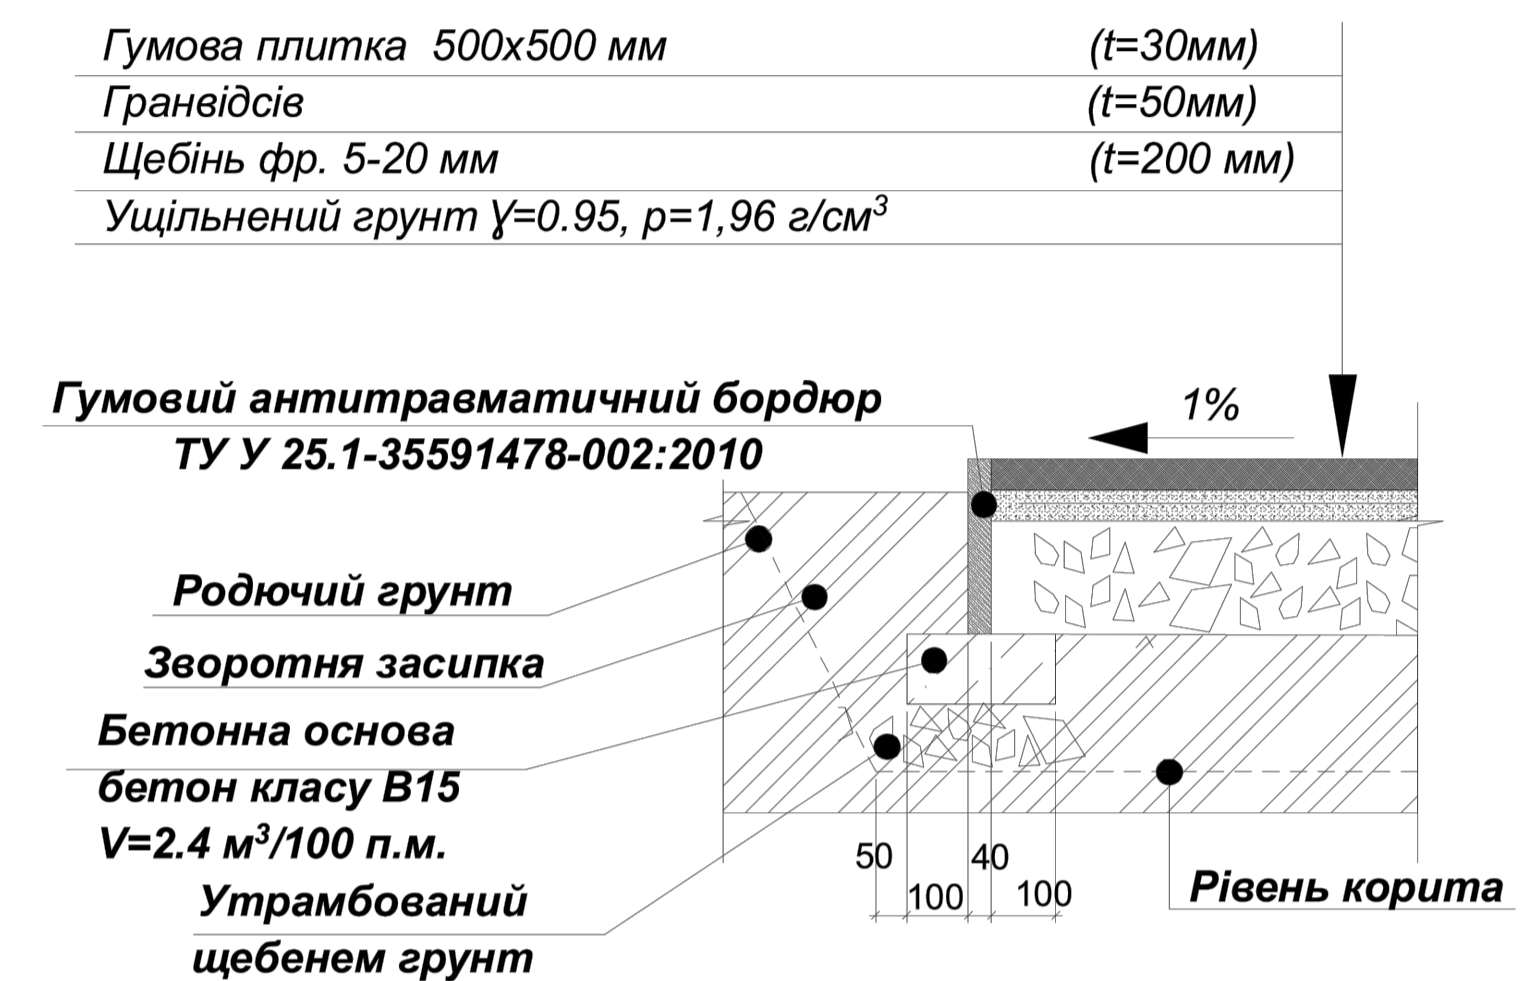 Гумова плитка 500х500 мм (t=30мм)
Гранвідсів (t=50мм)
Щебінь фр. 5-20 мм (t=200 мм)
Ущільнений грунт Ɣ=0.95, р=1,96 г/см³
Гумовий антитравматичний бордюр
ТУ У 25.1-35591478-002:2010
1%
Родючий грунт
Зворотня засипка
Бетонна основа
бетон класу В15
V=2.4 м³/100 п.м.
Утрамбований
щебенем грунт
50
40
100
100
Рівень корита